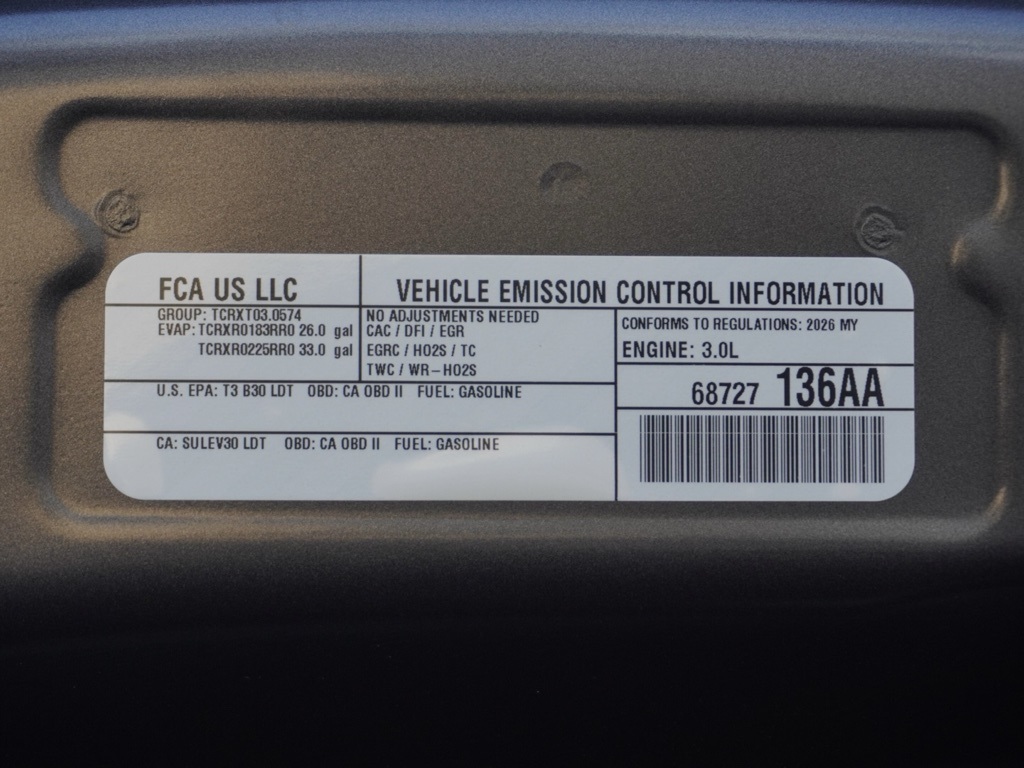 FCA US LLC
VEHICLE EMISSION CONTROL INFORMATION
GROUP: TCRXT03.0574
EVAP: TCRXR0183RR0 26.0 gal
TCRXR0225RR0 33.0 gal
NO ADJUSTMENTS NEEDED
CAC / DFI / EGR
EGRC / HO2S / TC
TWC / WR-HO2S
CONFORMS TO REGULATIONS: 2026 MY
ENGINE: 3.0L
U.S. EPA: T3 B30 LDT OBD: CA OBD II FUEL: GASOLINE
68727 136AA
CA: SULEV30 LDT OBD: CA OBD II FUEL: GASOLINE